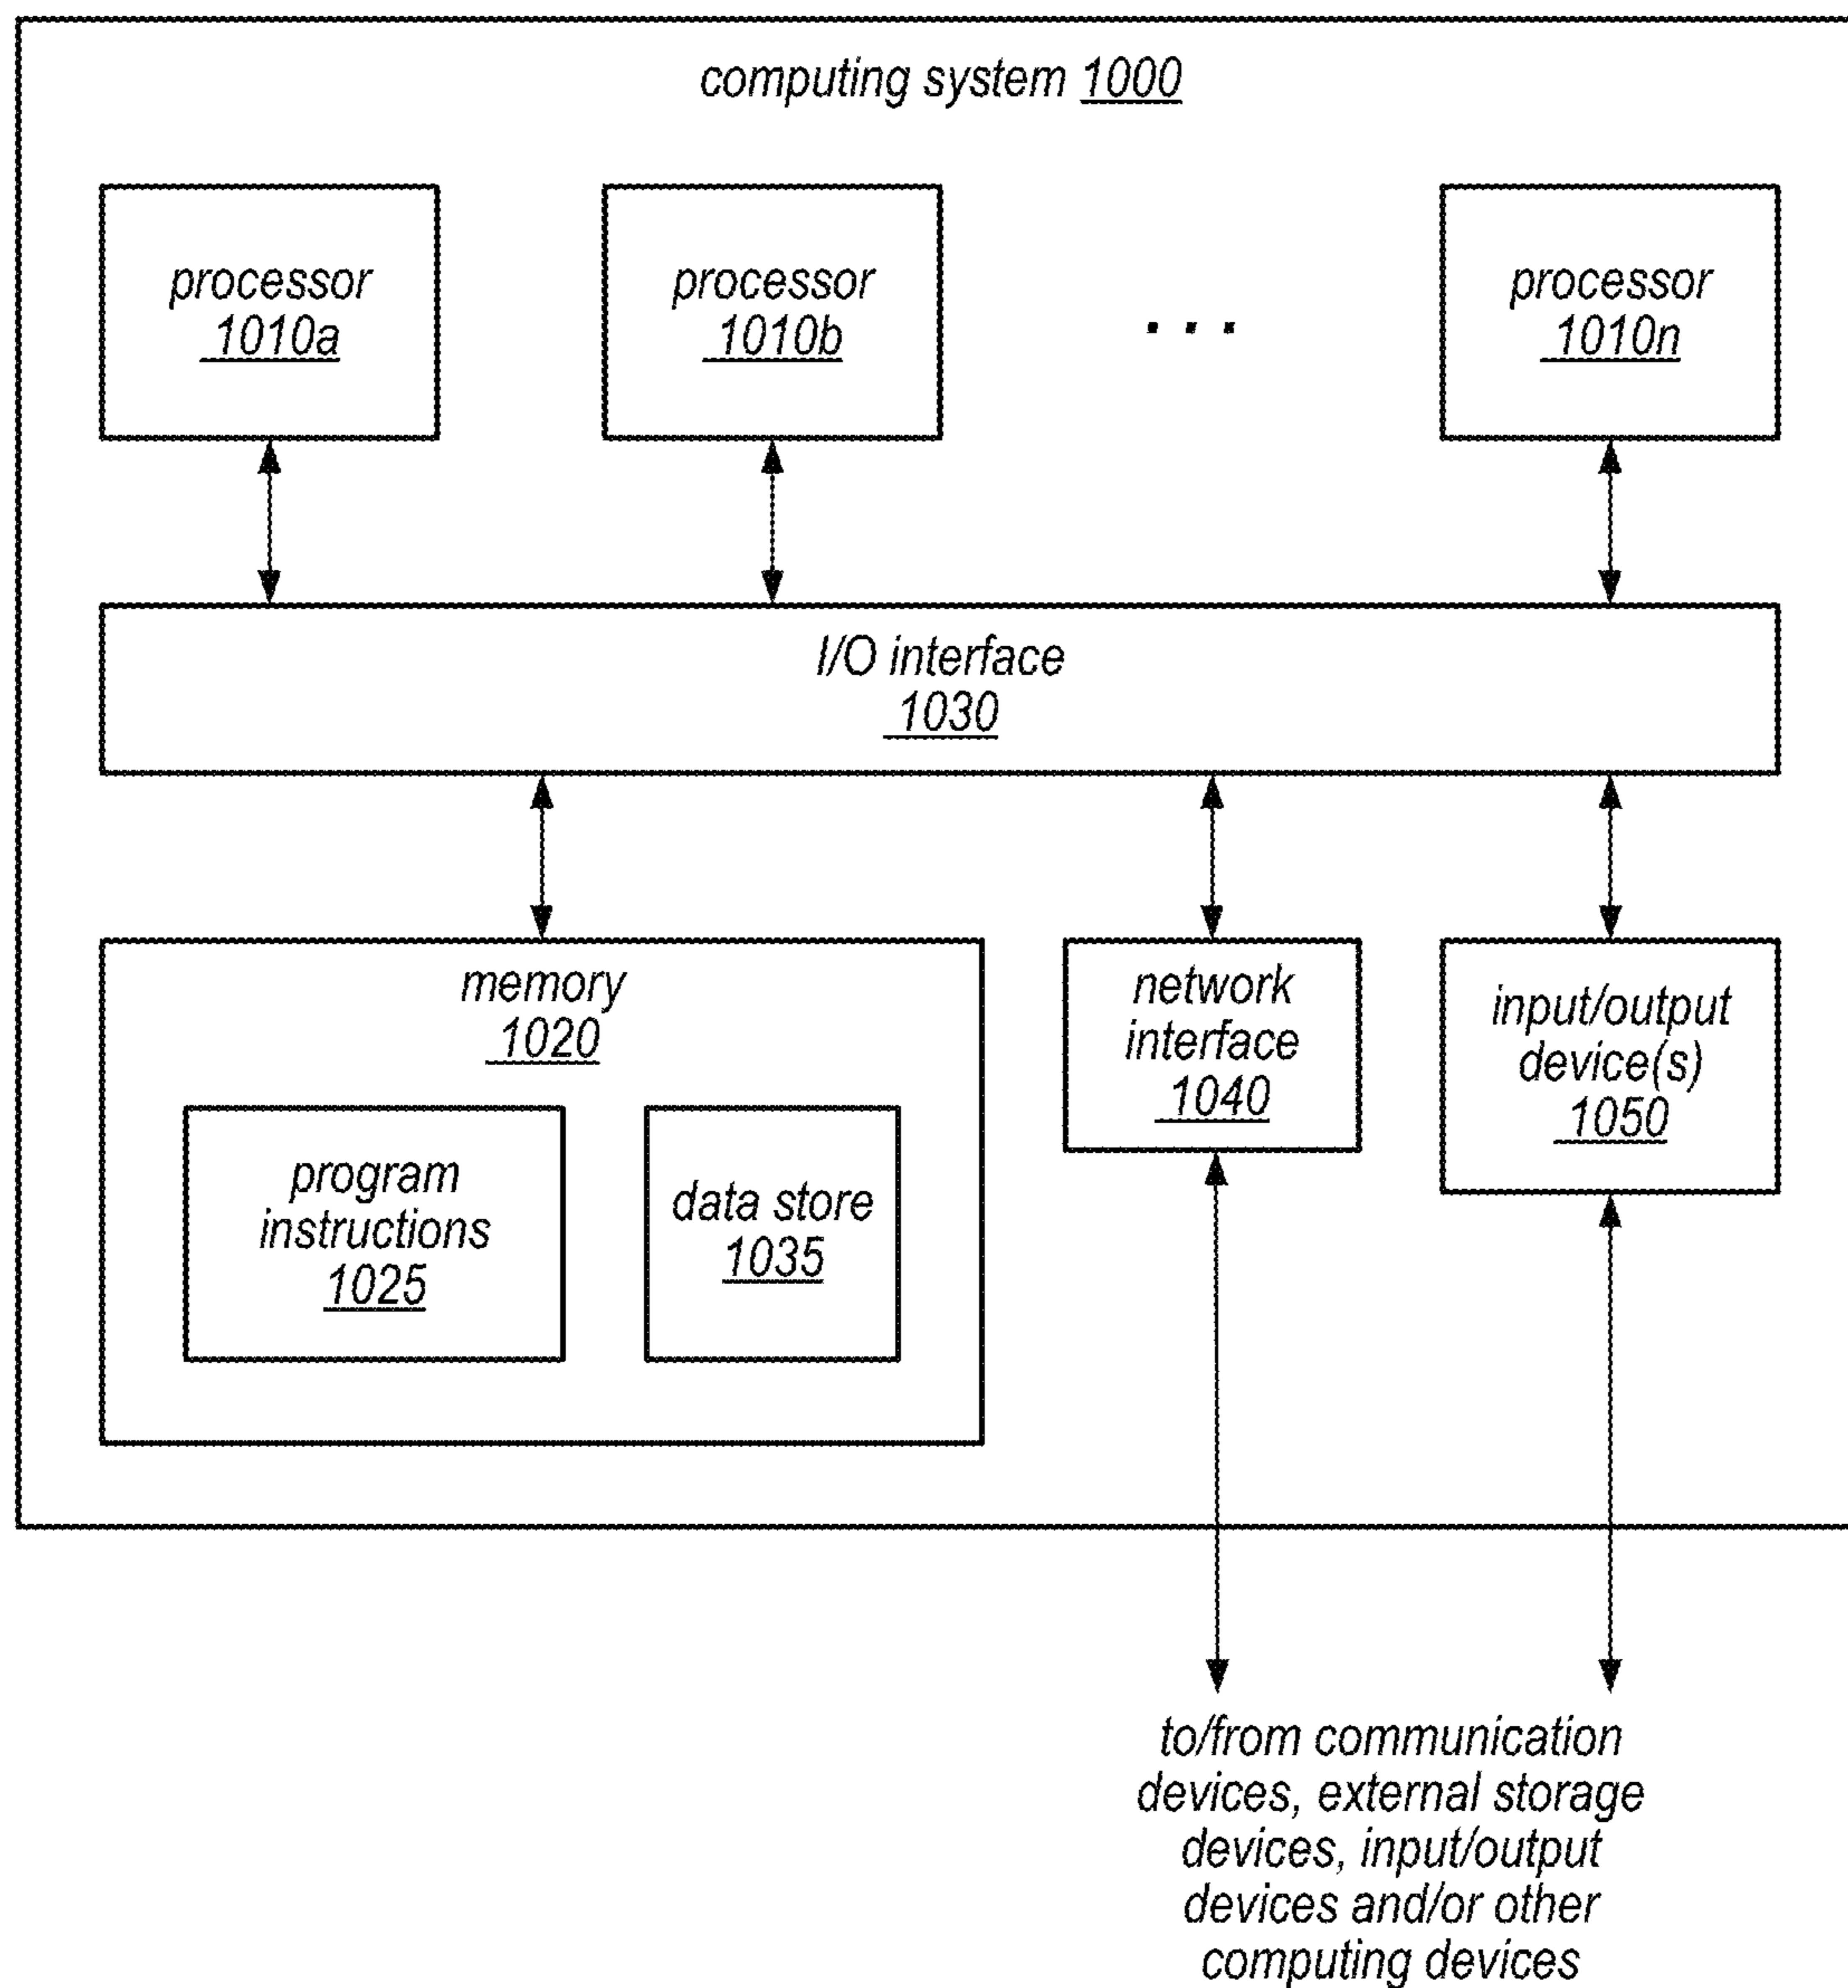 computing system 1000
processor
1010a
processor
1010b
. . .
processor
1010n
I/O interface
1030
memory
1020
program
instructions
1025
data store
1035
network
interface
1040
input/output
device(s)
1050
to/from communication
devices, external storage
devices, input/output
devices and/or other
computing devices